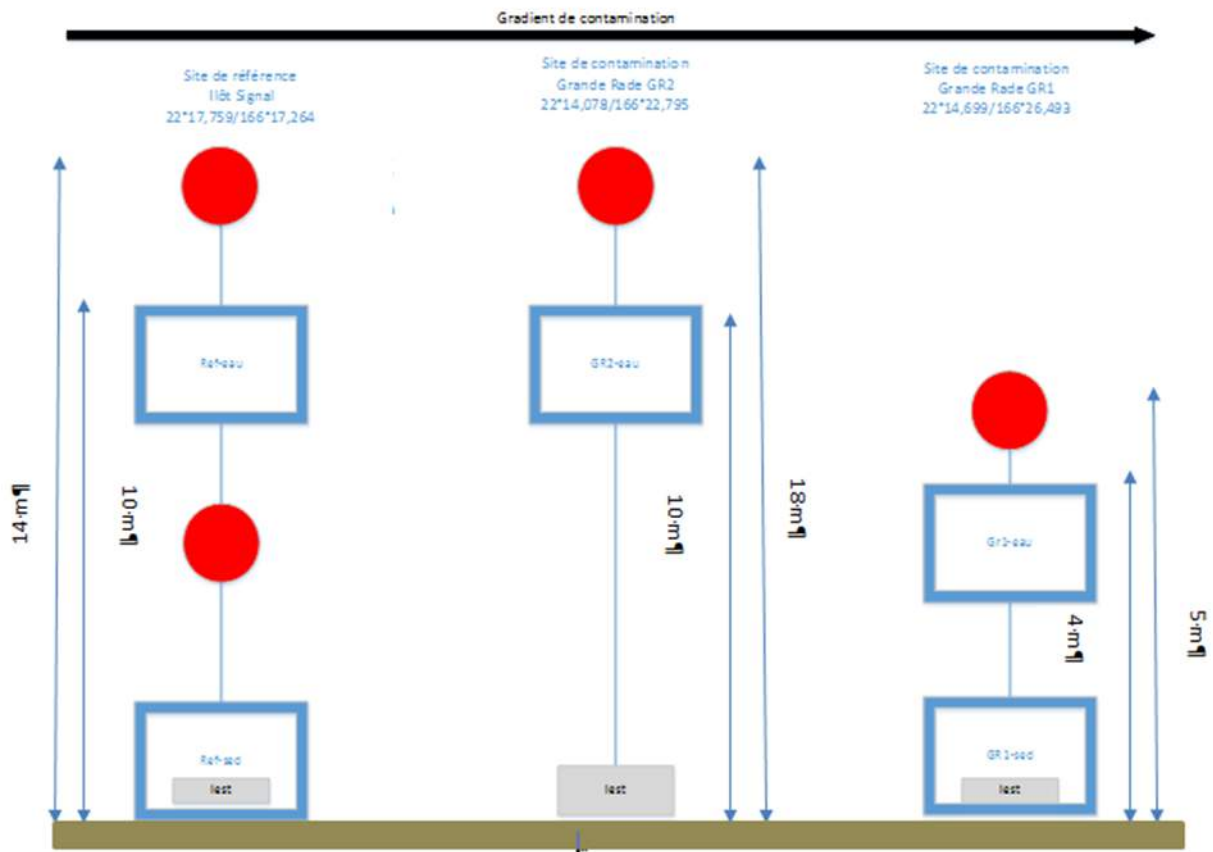 Gradient de contamination
Site de référence
Ilôt Signal
22°17,759/166°17,264
Site de contamination
Grande Rade GR2
22°14,078/166°22,795
Site de contamination
Grande Rade GR1
22°14,699/166°26,493
Ref-eau
GR2-eau
Gr1-eau
14·m¶
10·m¶
10·m¶
18·m¶
4·m¶
5·m¶
Ref-sed
lest
lest
GR1-sed
lest